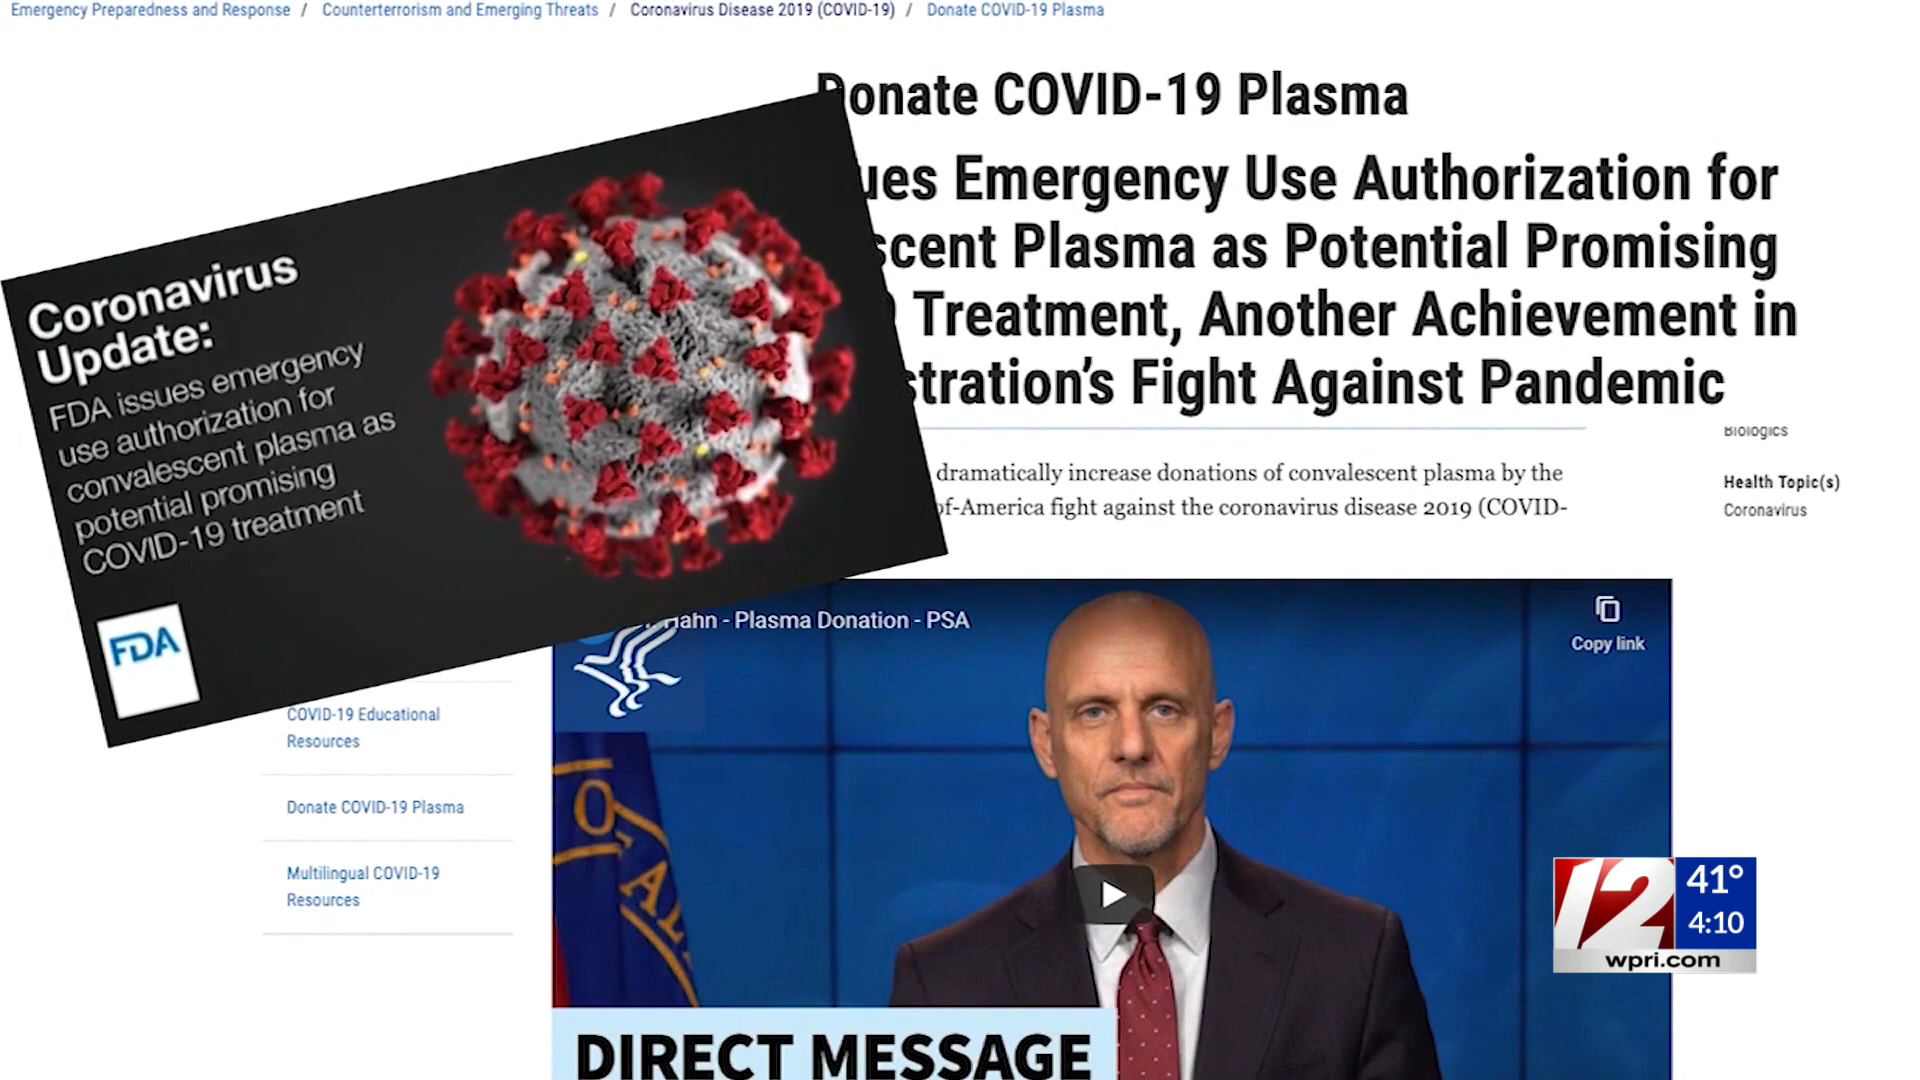 Emergency Preparedness and Response / Counterterrorism and Emerging Threats / Coronavirus Disease 2019 (COVID-19) / Donate COVID-19 Plasma
Donate COVID-19 Plasma
ues Emergency Use Authorization for
scent Plasma as Potential Promising
Treatment, Another Achievement in
stration's Fight Against Pandemic
Coronavirus
Update:
FDA issues emergency
use authorization for
convalescent plasma as
potential promising
COVID-19 treatment
FDA
dramatically increase donations of convalescent plasma by the
of-America fight against the coronavirus disease 2019 (COVID-
Biologics
Health Topic(s)
Coronavirus
Hahn - Plasma Donation - PSA
Copy link
COVID-19 Educational
Resources
Donate COVID-19 Plasma
Multilingual COVID-19
Resources
DIRECT MESSAGE
12
41°
4:10
wpri.com